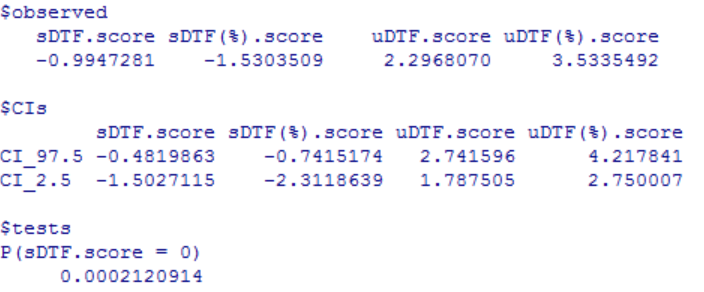 $observed
sDTF.score sDTF(%).score uDTF.score uDTF(%).score
-0.9947281 -1.5303509 2.2968070 3.5335492
$CIs
sDTF.score sDTF(%).score uDTF.score uDTF(%).score
CI_97.5 -0.4819863 -0.7415174 2.741596 4.217841
CI_2.5 -1.5027115 -2.3118639 1.787505 2.750007
$tests
P(sDTF.score = 0)
0.0002120914